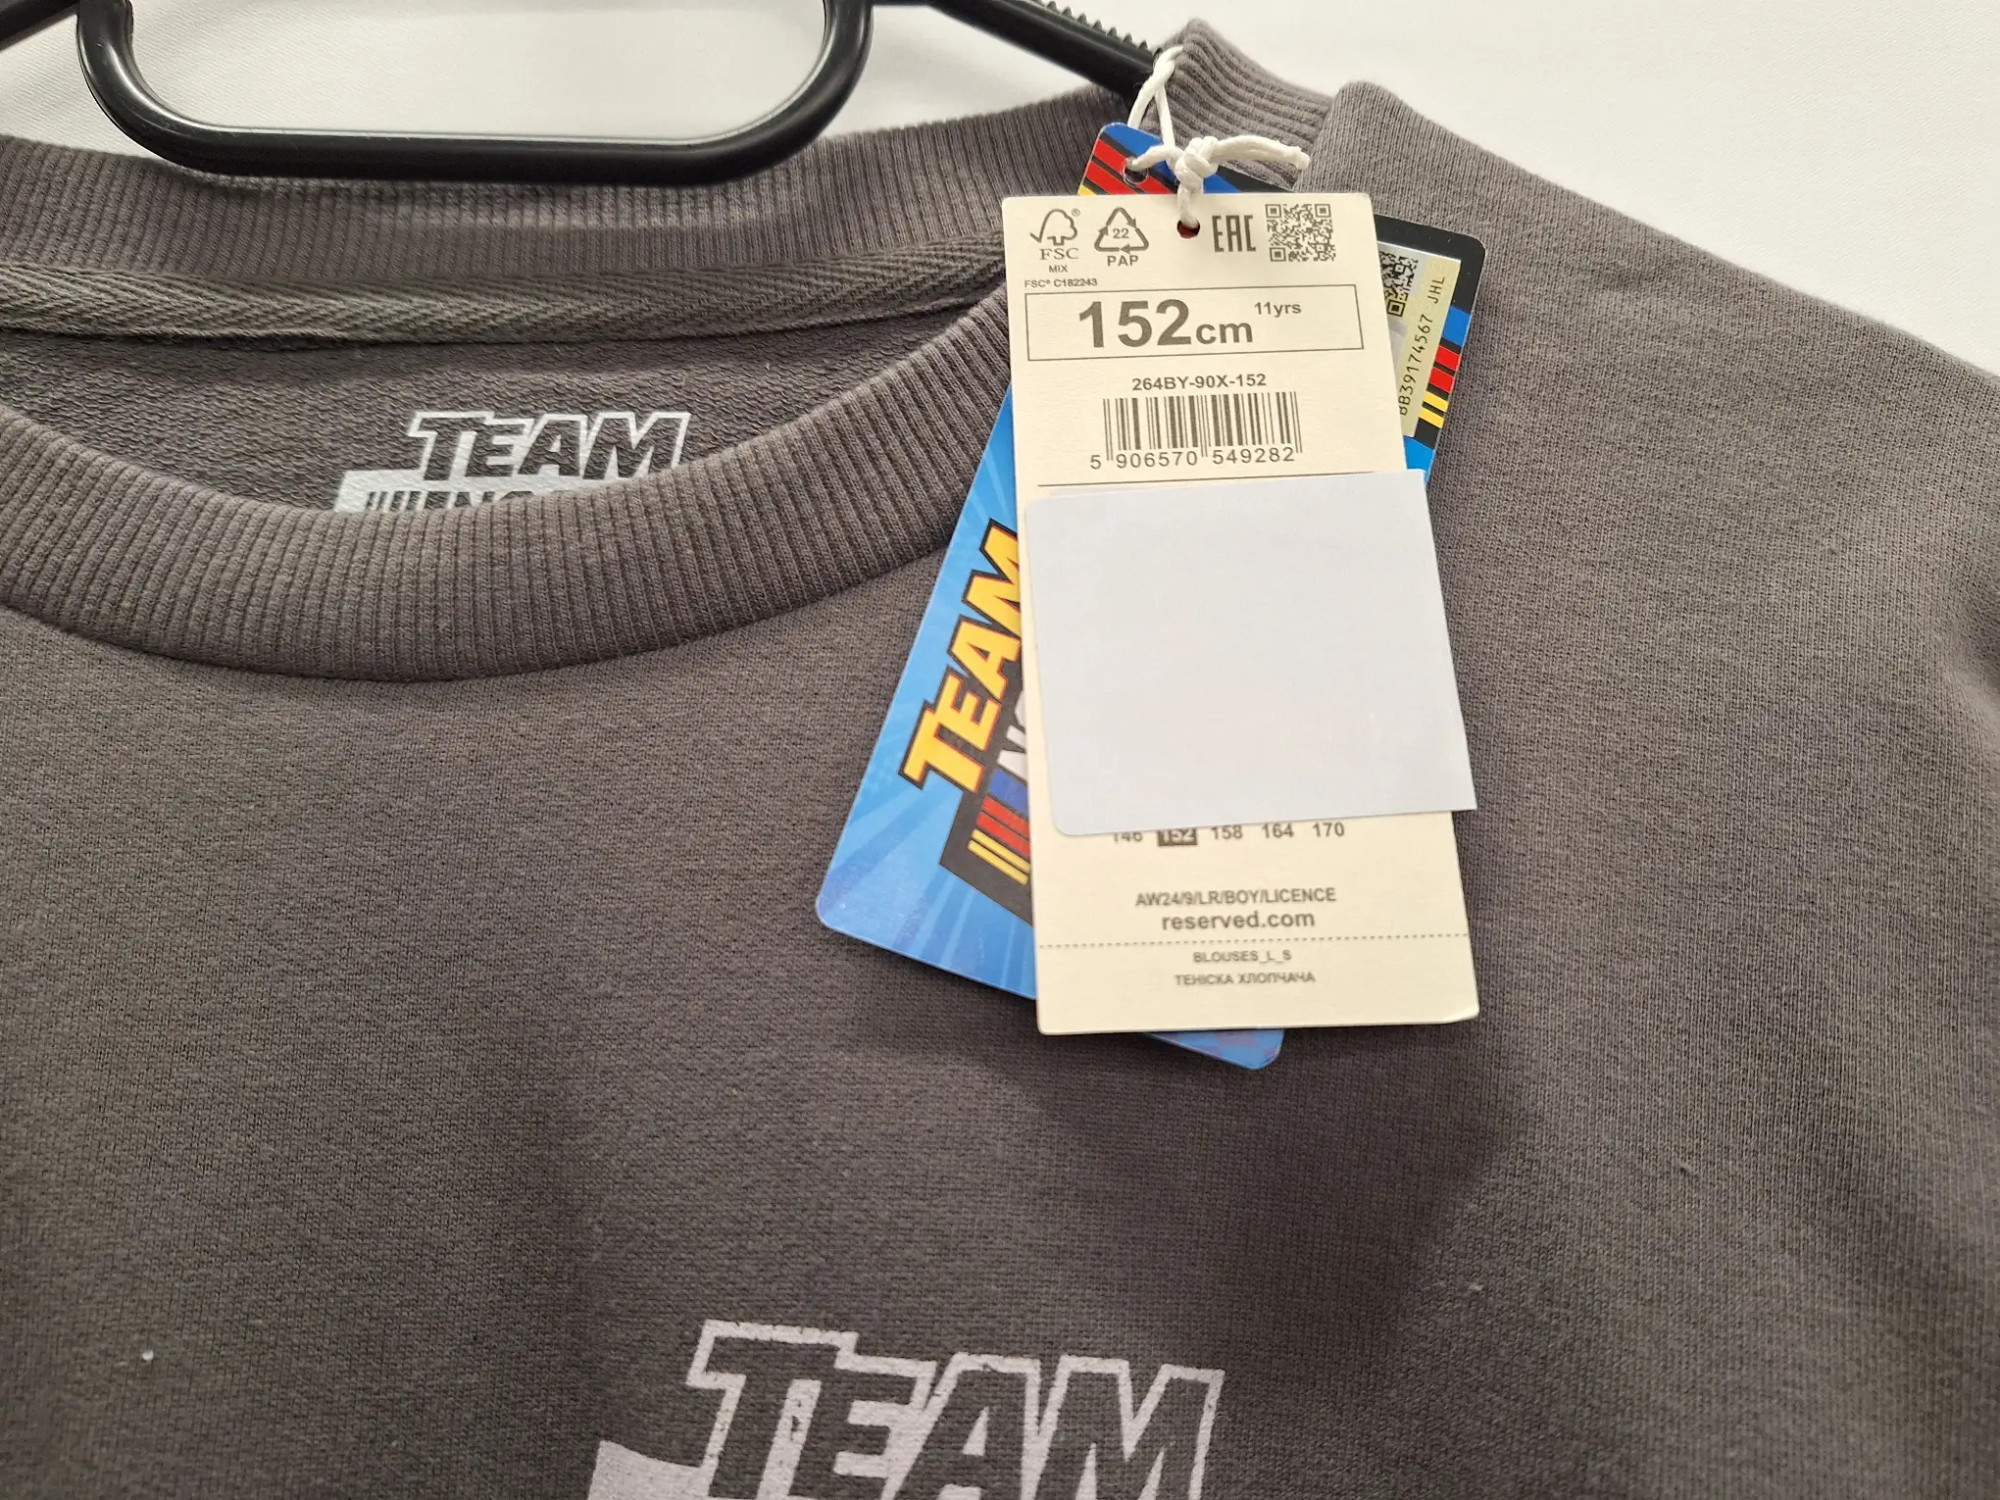 FSC
MIX
FSC® C182243
22
PAP
EAC
152cm 11yrs
264BY-90X-152
5 906570 549282
146 152 158 164 170
AW24/9/LR/BOY/LICENCE
reserved.com
BLOUSES_L_S
ТЕНІСКА ХЛОПЧАЧА
BB39174567 JHL
TEAM
TEAM
TEAM